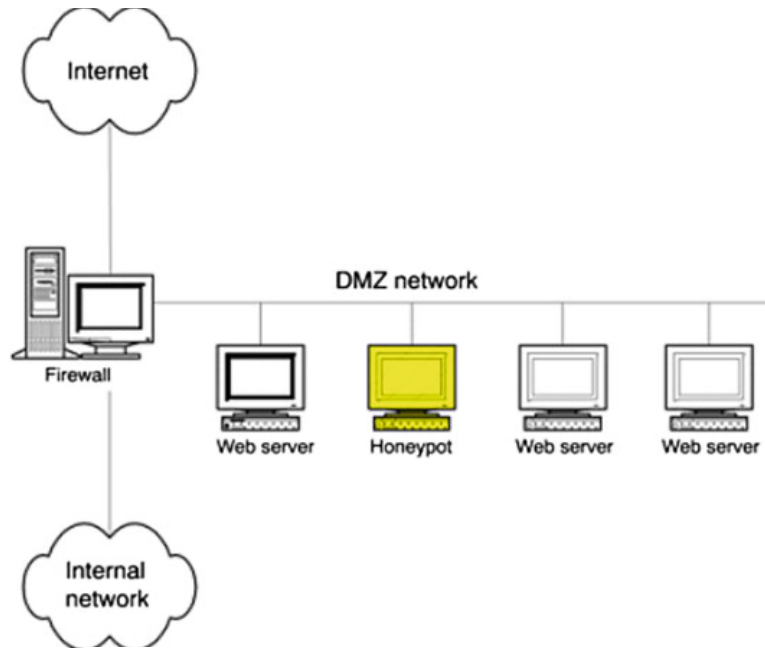 Internet
DMZ network
Firewall
Web server
Honeypot
Web server
Web server
Internal
network